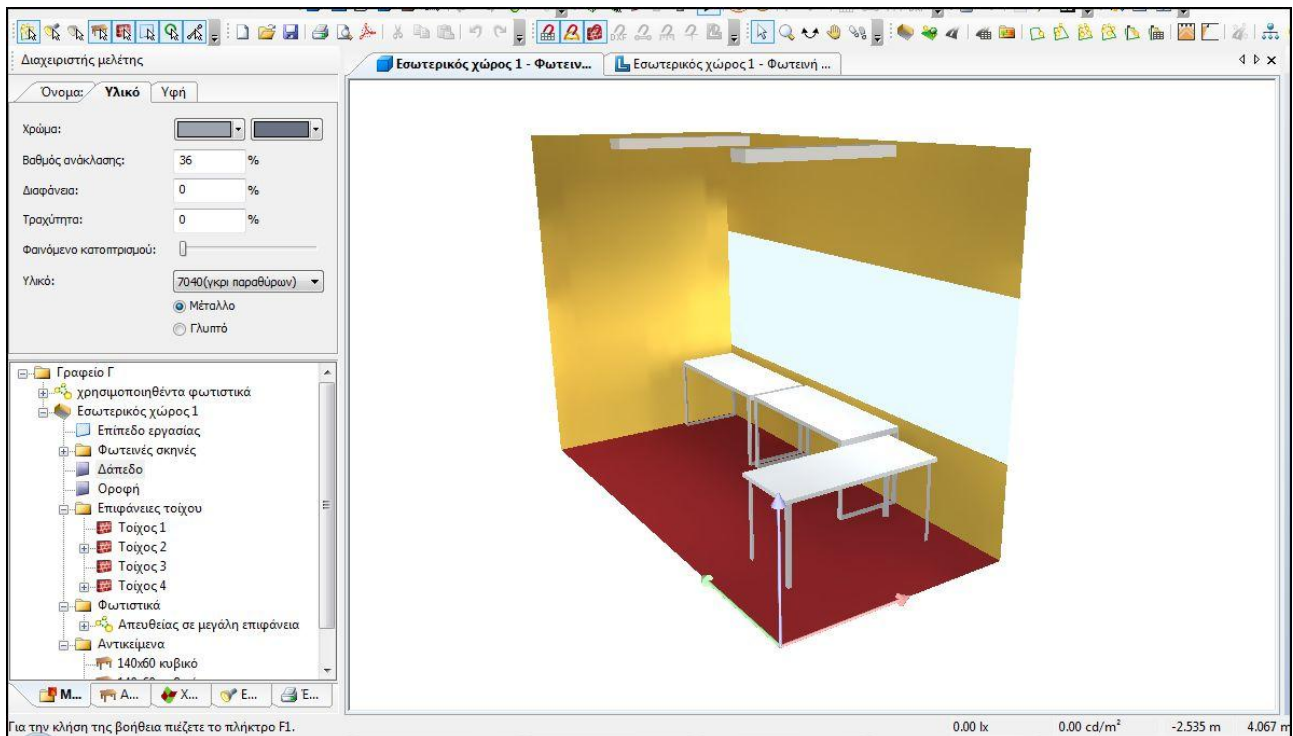 Διαχειριστής μελέτης
Εσωτερικός χώρος 1 - Φωτειν...
Εσωτερικός χώρος 1 - Φωτεινή ...
Όνομα:
Υλικό
Υφή
Χρώμα:
Βαθμός ανάκλασης: 36 %
Διαφάνεια: 0 %
Τραχύτητα: 0 %
Φαινόμενο κατοπτρισμού:
Υλικό: 7040(γκρι παραθύρων)
Μέταλλο
Γλυπτό
Γραφείο Γ
χρησιμοποιηθέντα φωτιστικά
Εσωτερικός χώρος 1
Επίπεδο εργασίας
Φωτεινές σκηνές
Δάπεδο
Οροφή
Επιφάνειες τοίχου
Τοίχος 1
Τοίχος 2
Τοίχος 3
Τοίχος 4
Φωτιστικά
Απευθείας σε μεγάλη επιφάνεια
Αντικείμενα
140x60 κυβικό
Μ... Α... Χ... Ε... Έ...
Για την κλήση της βοήθεια πιέζετε το πλήκτρο F1.
0.00 lx 0.00 cd/m² -2.535 m 4.067 m